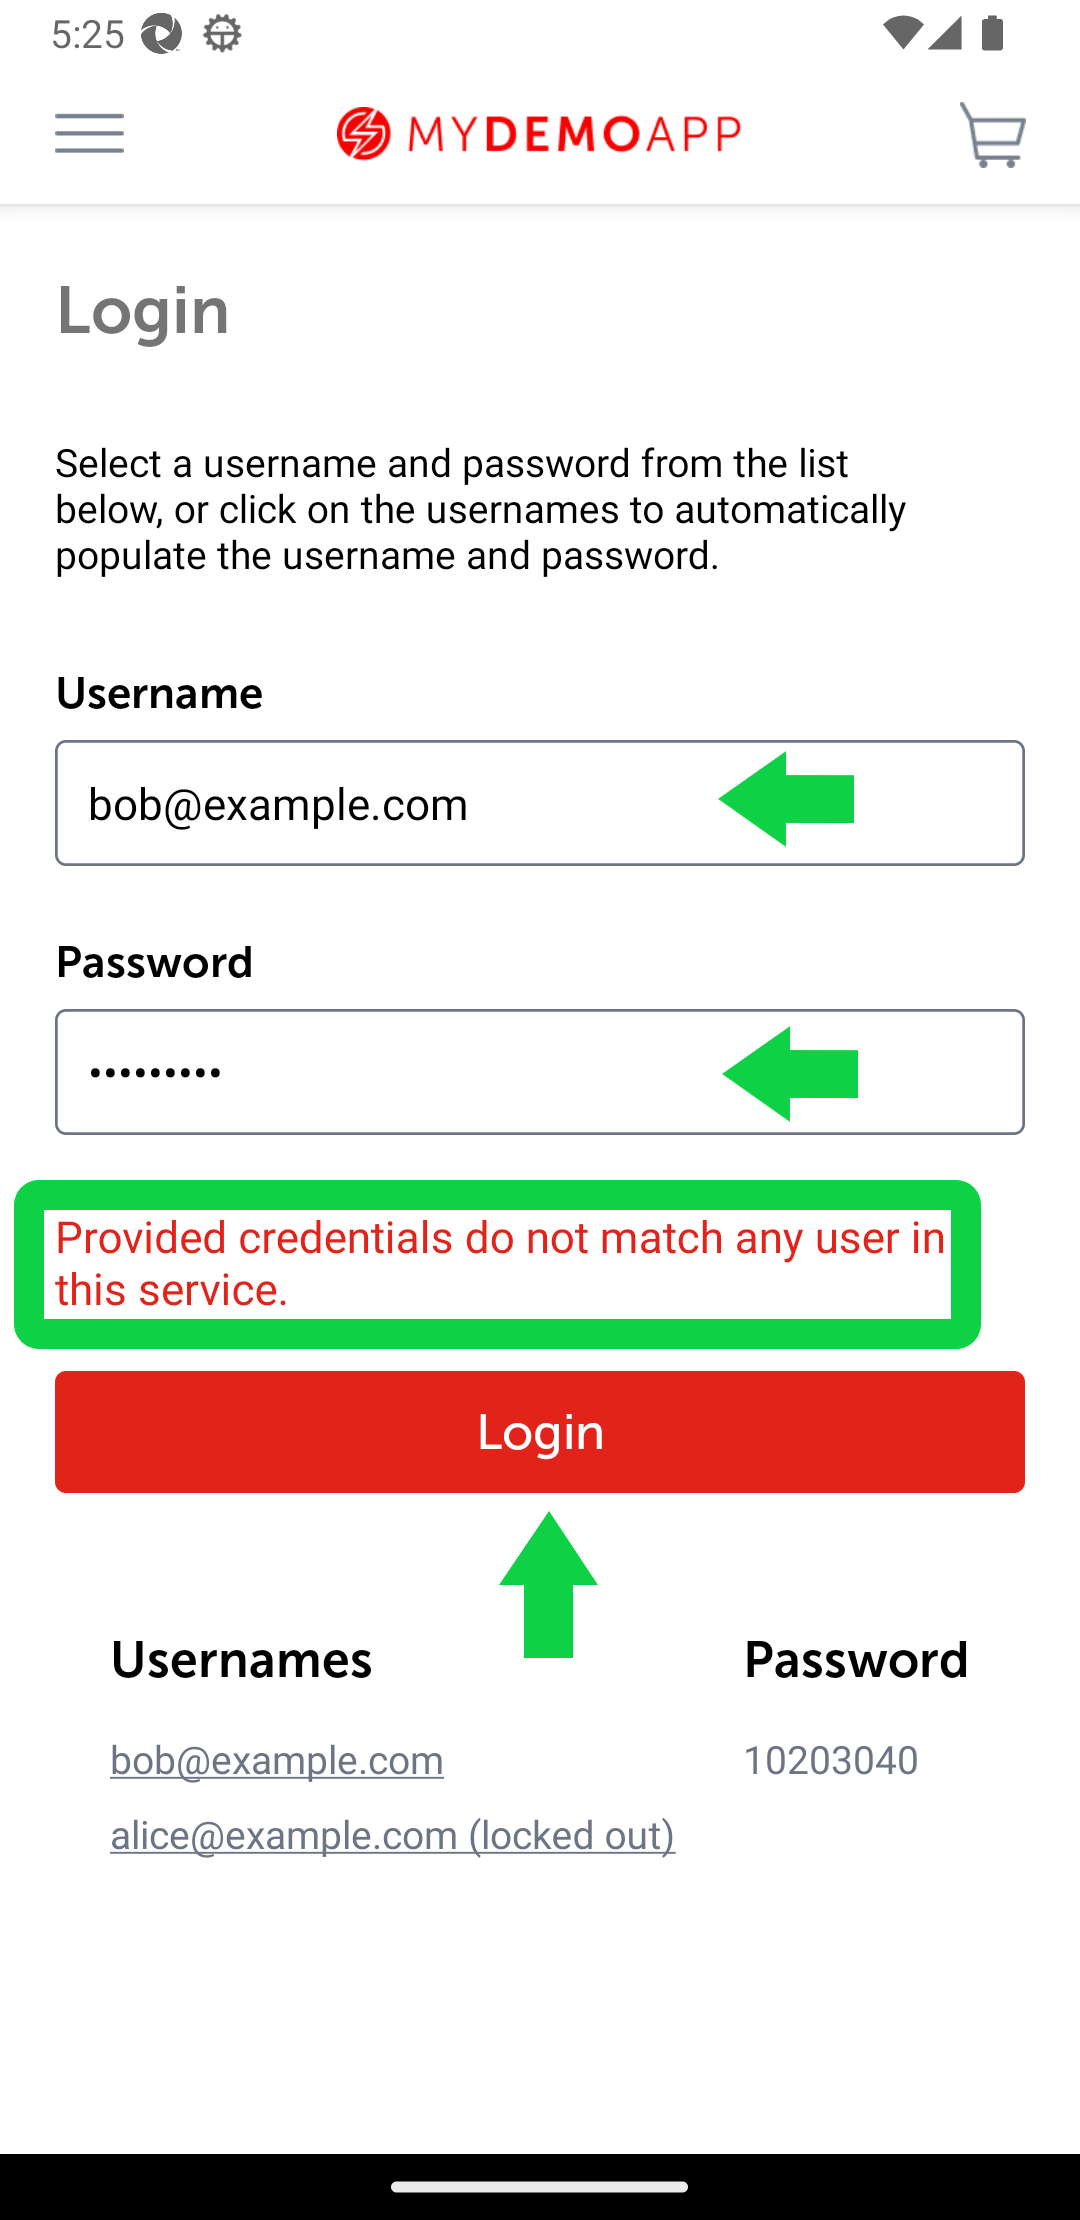 5:25
MYDEMOAPP
Login
Select a username and password from the list
below, or click on the usernames to automatically
populate the username and password.
Username
bob@example.com
Password
•••••••••
Provided credentials do not match any user in
this service.
Login
Usernames Password
bob@example.com 10203040
alice@example.com (locked out)